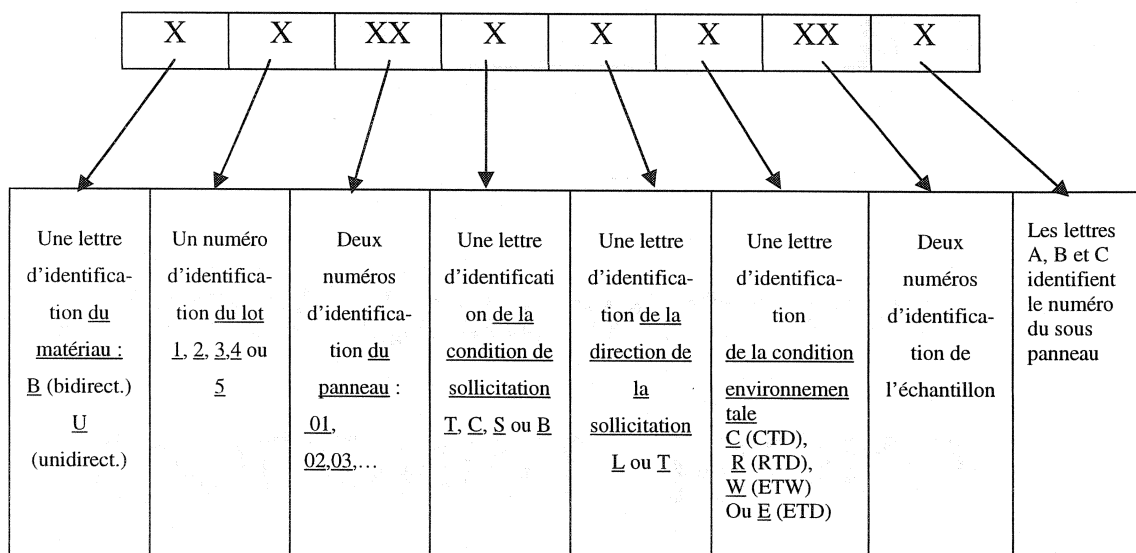 X X XX X X X XX X
Une lettre
d’identifica-
tion du
matériau :
B (bidirect.)
U
(unidirect.)
Un numéro
d’identifica-
tion du lot
1, 2, 3,4 ou
5
Deux
numéros
d’identifica-
tion du
panneau :
01,
02,03,…
Une lettre
d’identificati
on de la
condition de
sollicitation
T, C, S ou B
Une lettre
d’identifica-
tion de la
direction de
la
sollicitation
L ou T
Une lettre
d’identifica-
tion
de la condition
environnemen
tale
C (CTD),
R (RTD),
W (ETW)
Ou E (ETD)
Deux
numéros
d’identifica-
tion de
l’échantillon
Les lettres
A, B et C
identifient
le numéro
du sous
panneau